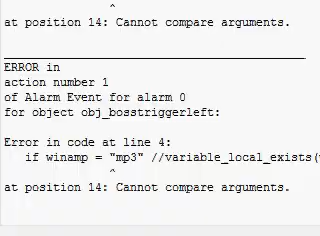 ^
at position 14: Cannot compare arguments.
___________________________________________
ERROR in
action number 1
of Alarm Event for alarm 0
for object obj_bosstriggerleft:
Error in code at line 4:
if winamp = "mp3" //variable_local_exists(
^
at position 14: Cannot compare arguments.